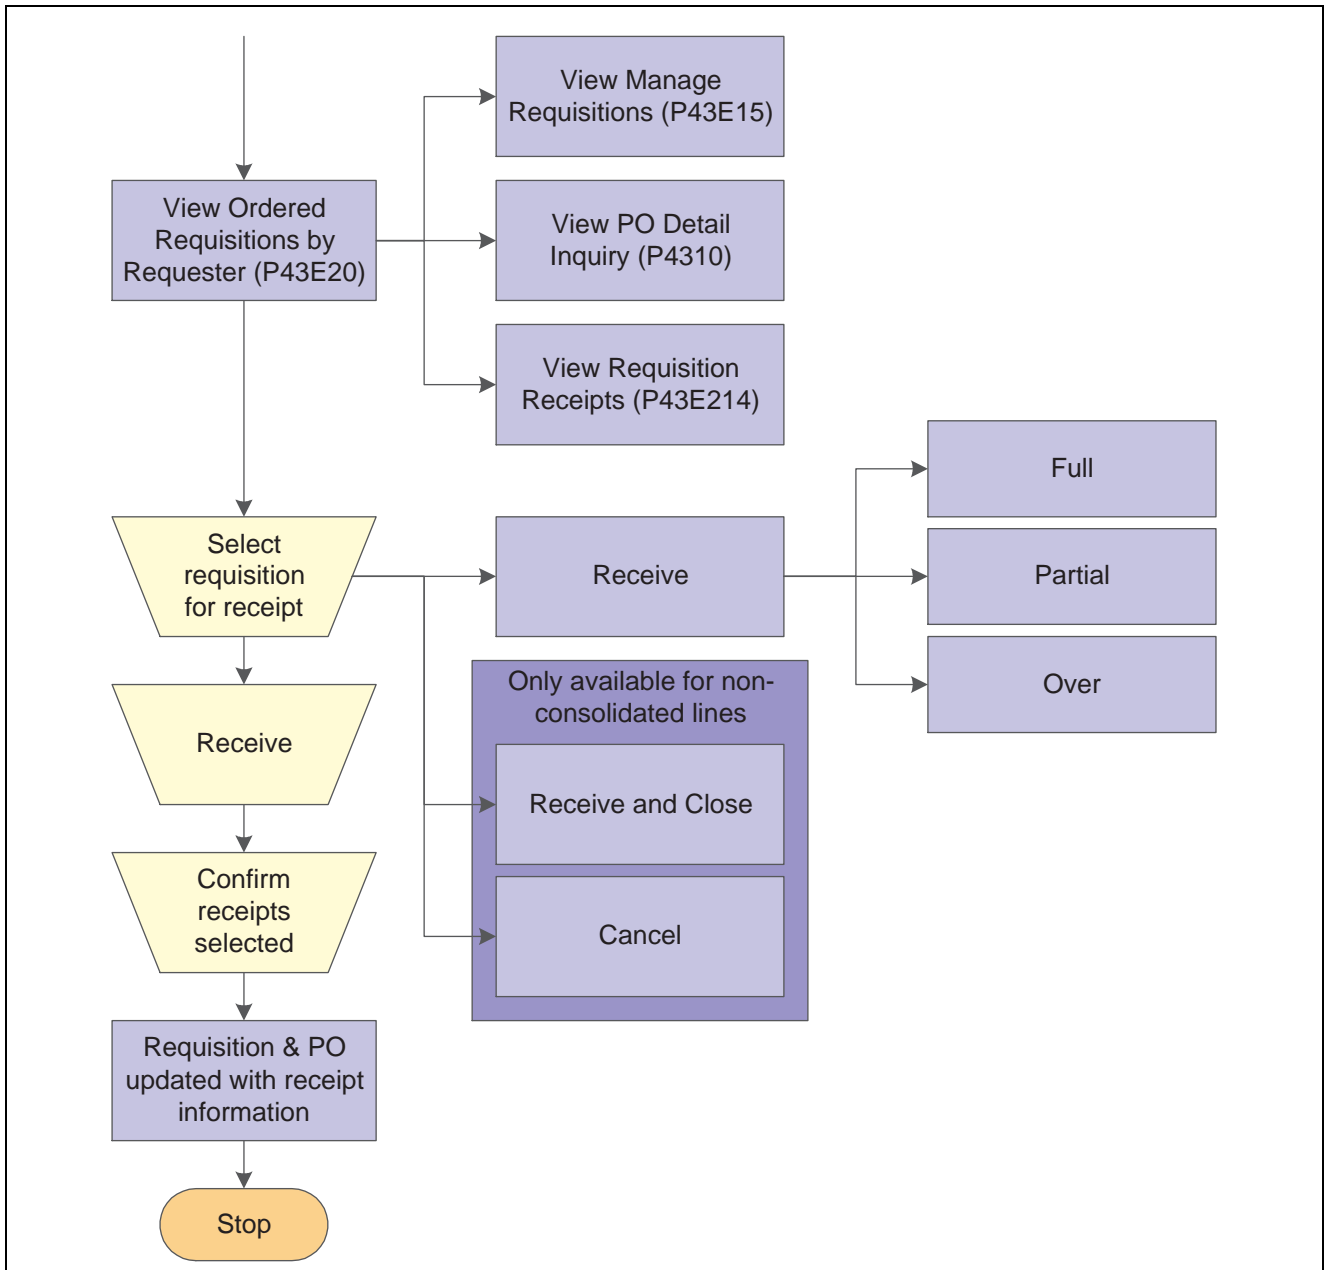 View Manage
Requisitions (P43E15)
View Ordered
Requisitions by
Requester (P43E20)
View PO Detail
Inquiry (P4310)
View Requisition
Receipts (P43E214)
Full
Select
requisition
for receipt
Receive
Partial
Over
Only available for non-
consolidated lines
Receive
Receive and Close
Confirm
receipts
selected
Cancel
Requisition & PO
updated with receipt
information
Stop